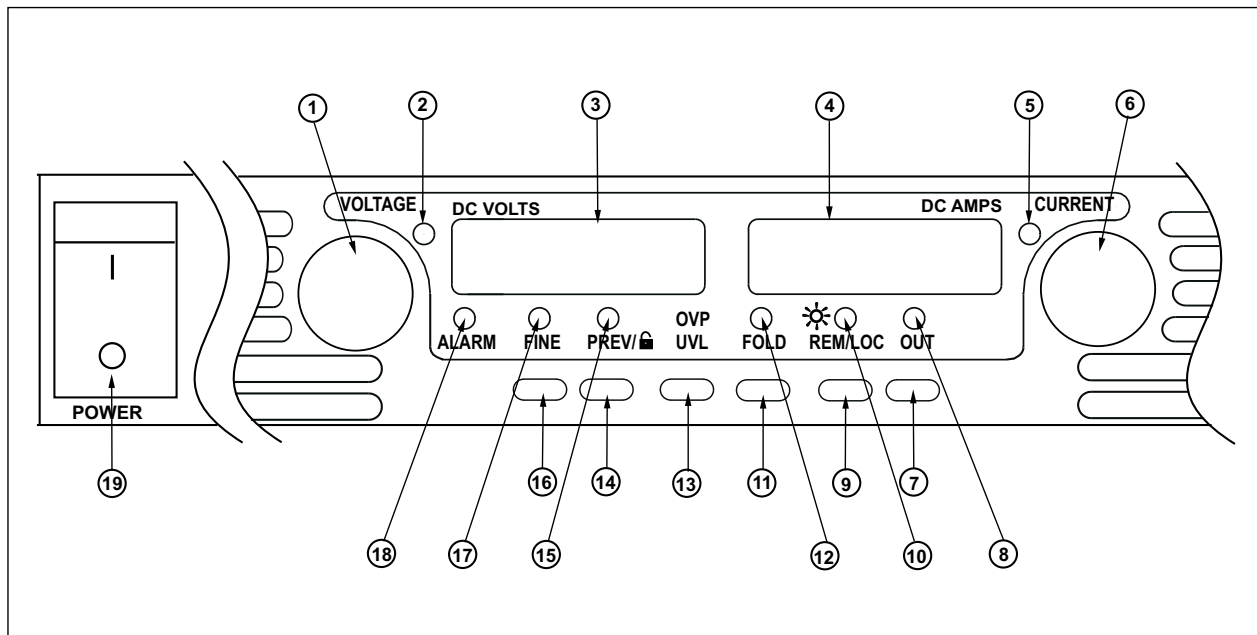 1 2 3 4 5 6
VOLTAGE DC VOLTS DC AMPS CURRENT
I
OVP
ALARM FINE PREV/ UVL FOLD REM/LOC OUT
POWER
19 16 14 13 11 9 7
18 17 15 12 10 8